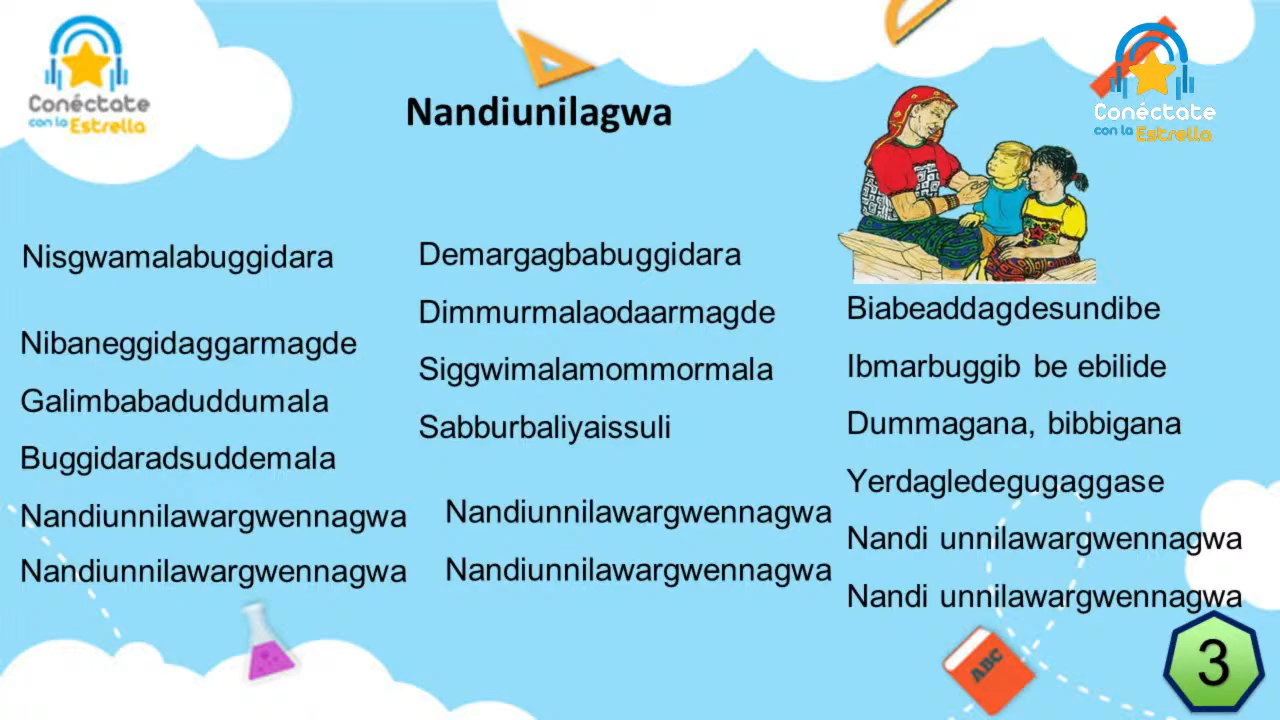 Conéctate
con la Estrella
Conéctate
con la Estrella
Nandiunilagwa
Nisgwamalabuggidara
Nibaneggidaggarmagde
Galimbabaduddumala
Buggidaradsuddemala
Nandiunnilawargwennagwa
Nandiunnilawargwennagwa
Demargagbabuggidara
Dimmurmalaodaarmagde
Siggwimalamommormala
Sabburbaliyaissuli
Nandiunnilawargwennagwa
Nandiunnilawargwennagwa
Biabeaddagdesundibe
Ibmarbuggib be ebilide
Dummagana, bibbigana
Yerdagledegugaggase
Nandi unnilawargwennagwa
Nandi unnilawargwennagwa
ABC
3